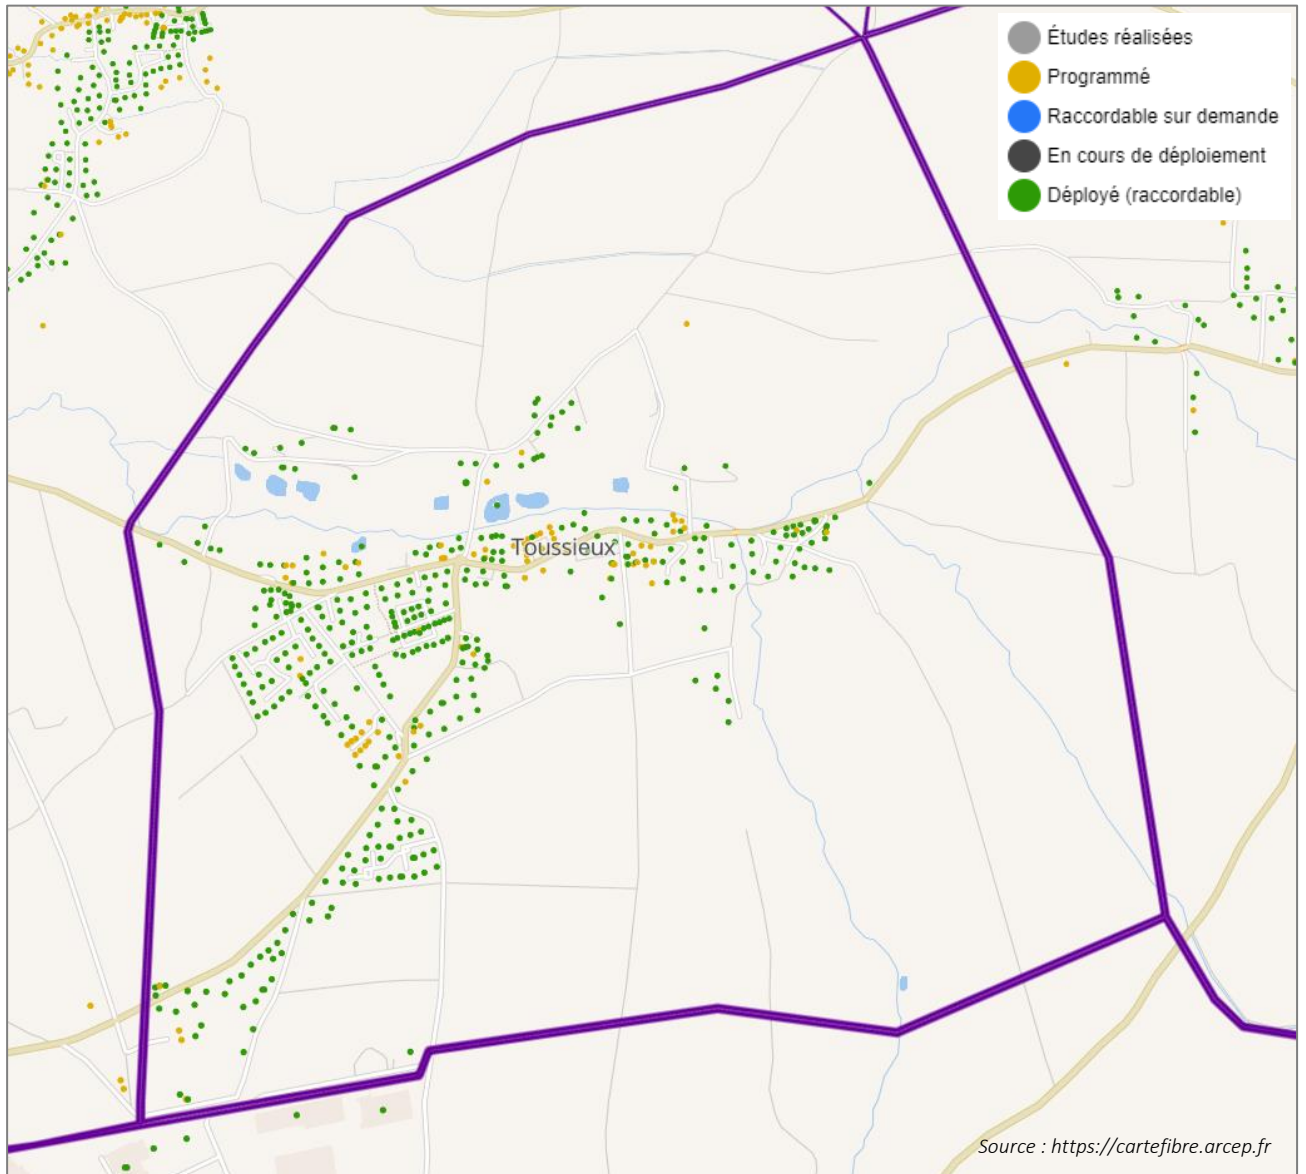 Études réalisées
Programmé
Raccordable sur demande
En cours de déploiement
Déployé (raccordable)
Toussieux
Source : https://cartefibre.arcep.fr